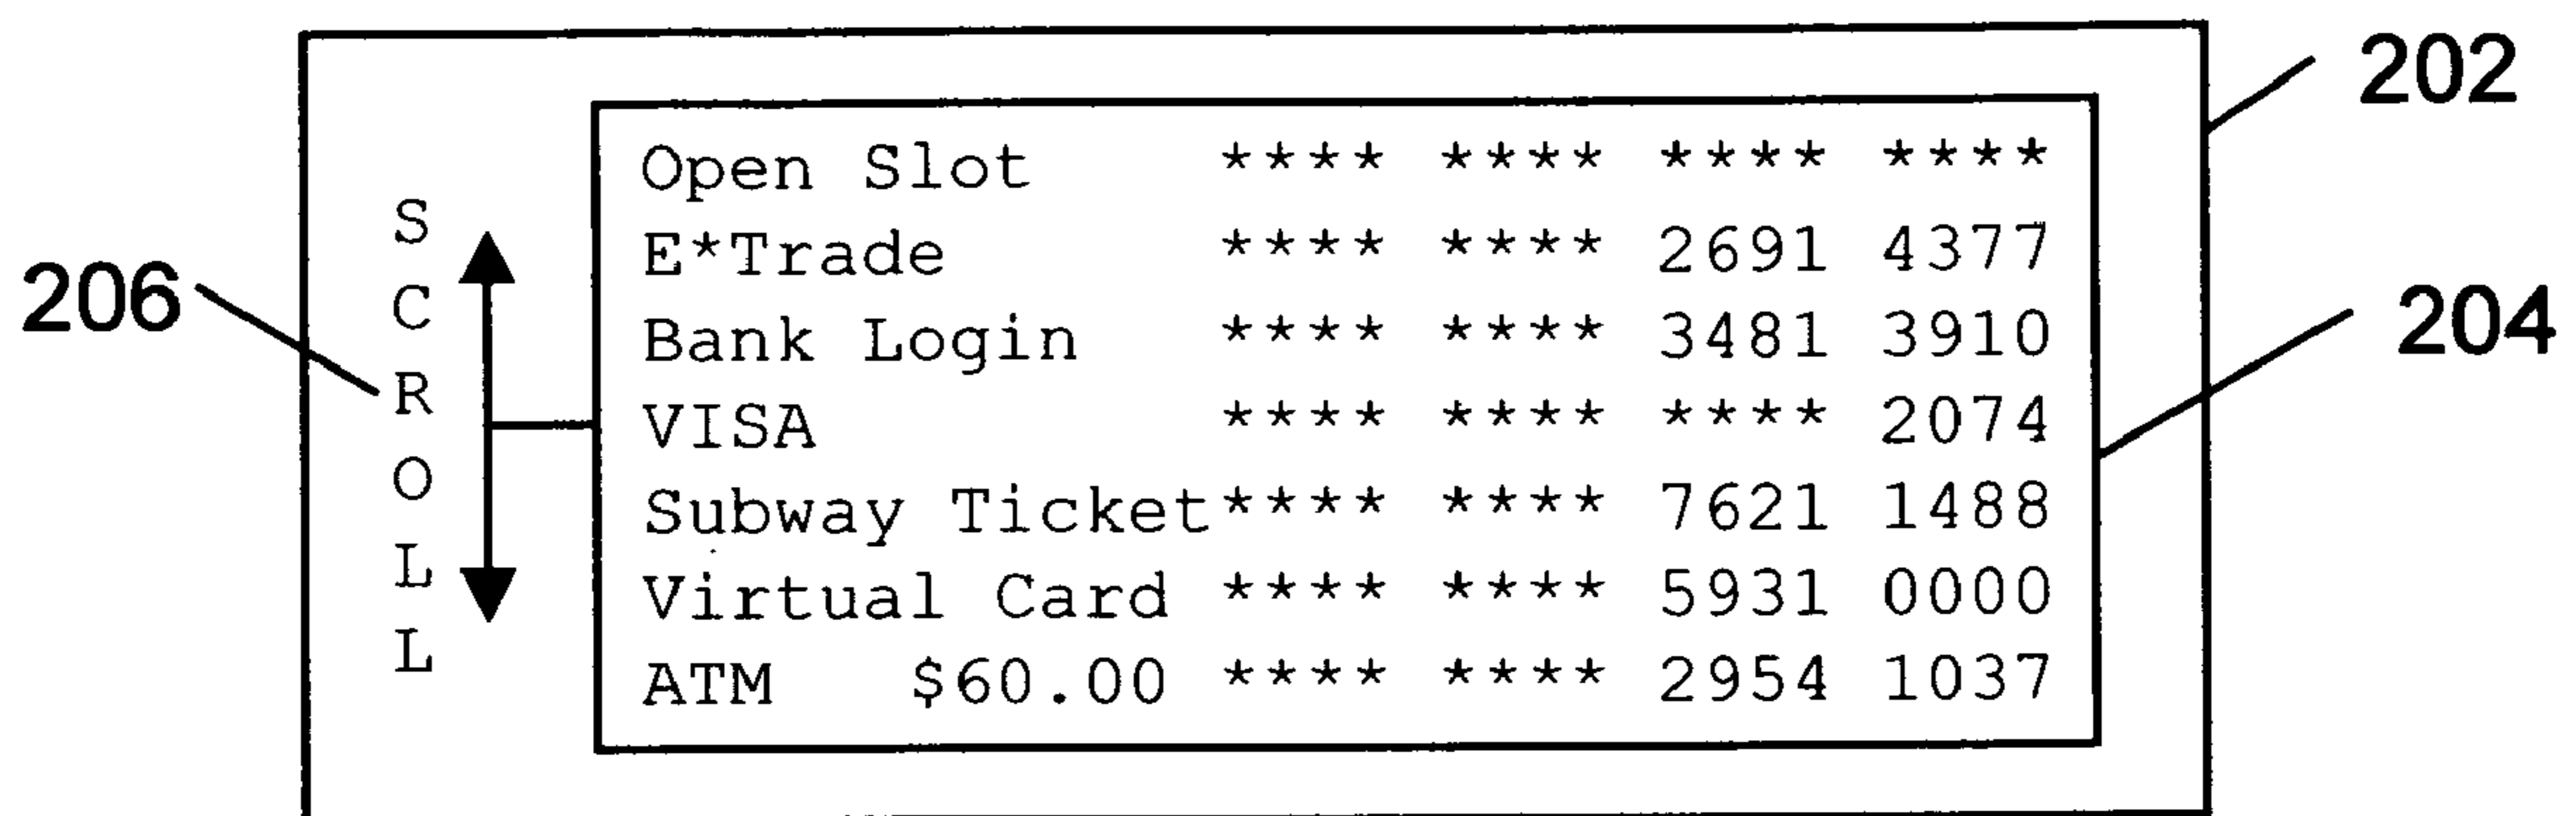 202
Open Slot **** **** **** ****
E*Trade **** **** 2691 4377
Bank Login **** **** 3481 3910
VISA **** **** **** 2074
Subway Ticket**** **** 7621 1488
Virtual Card **** **** 5931 0000
ATM $60.00 **** **** 2954 1037
SCROLL
206
204